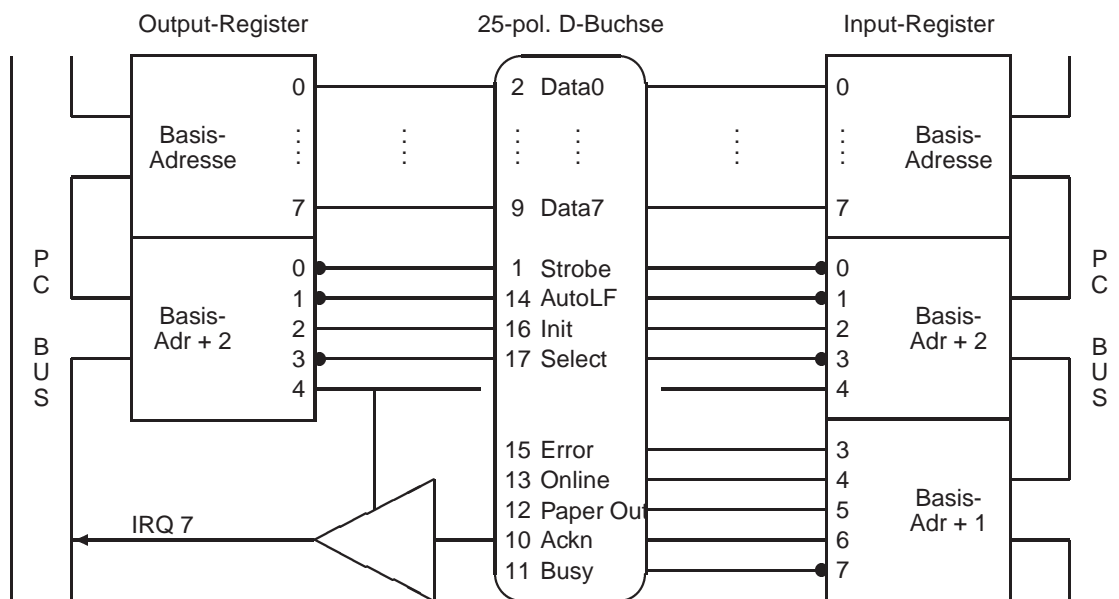 Output-Register 25-pol. D-Buchse Input-Register
0 2 Data0 0
Basis- Basis-
Adresse Adresse
7 9 Data7 7
P P
C C
0 1 Strobe 0
1 14 AutoLF 1
Basis- 2 16 Init 2 Basis-
Adr + 2 3 17 Select 3 Adr + 2
B B
U U
S S
4 4
15 Error 3
13 Online 4
12 Paper Out 5 Basis-
IRQ 7 Adr + 1
10 Ackn 6
11 Busy 7